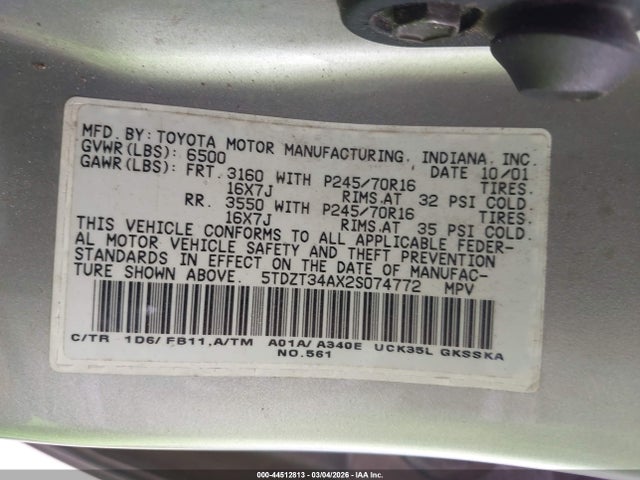 MFD. BY: TOYOTA MOTOR MANUFACTURING, INDIANA, INC.
GVWR(LBS): 6500 DATE 10/01
GAWR(LBS): FRT. 3160 WITH P245/70R16 TIRES.
16X7J RIMS.AT 32 PSI COLD.
RR. 3550 WITH P245/70R16 TIRES.
16X7J RIMS.AT 35 PSI COLD.
THIS VEHICLE CONFORMS TO ALL APPLICABLE FEDER-
AL MOTOR VEHICLE SAFETY AND THEFT PREVENTION
STANDARDS IN EFFECT ON THE DATE OF MANUFAC-
TURE SHOWN ABOVE. 5TDZT34AX2S074772 MPV
C/TR 1D6/ FB11,A/TM A01A/ A340E UCK35L GKSSKA
NO.561
000-44512813 - 03/04/2026 - IAA Inc.